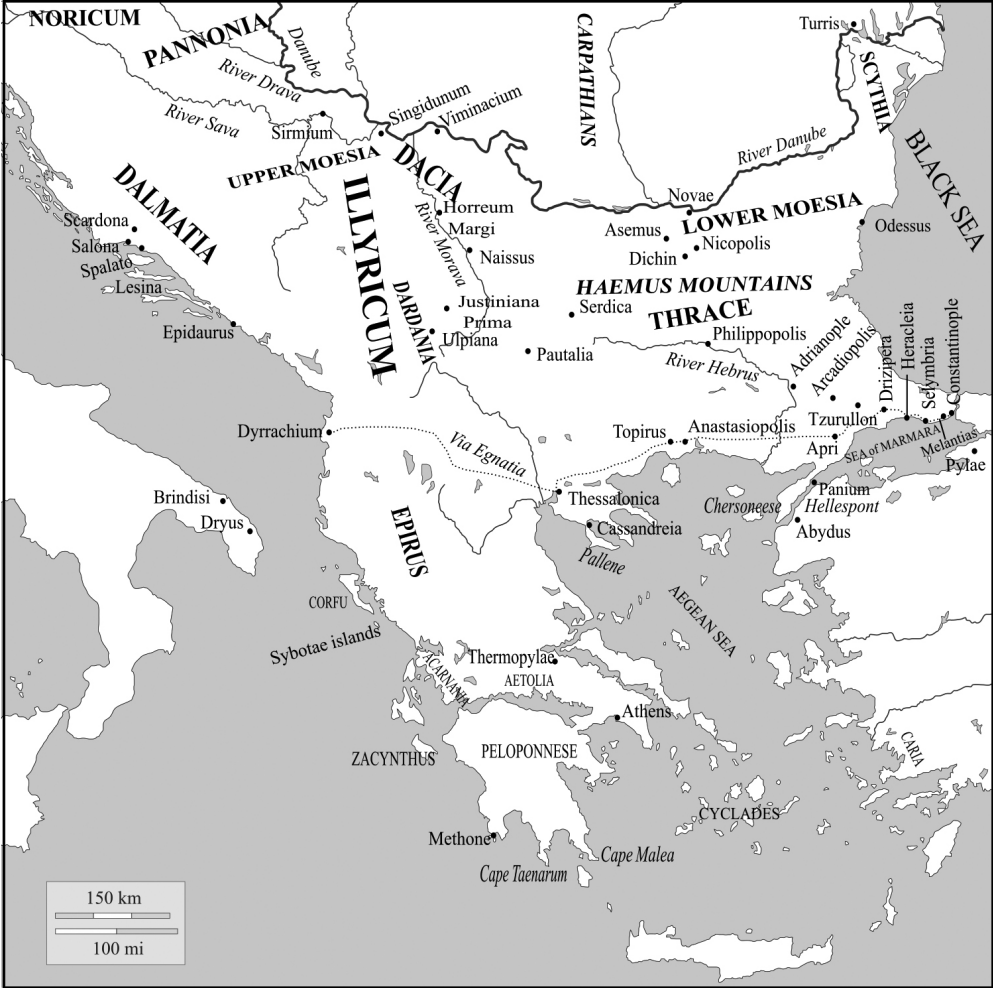 NORICUM
PANNONIA
Danube
River Drava
River Sava
Sirmium
Singidunum
Viminacium
CARPATHIANS
Turris
SCYTHIA
BLACK SEA
River Danube
UPPER MOESIA
DACIA
DALMATIA
ILLYRICUM
Novae
LOWER MOESIA
Odessus
Asemus
Nicopolis
Dichin
Horreum
Margi
River Morava
Naissus
Scardona
Salona
Spalato
Lesina
Epidaurus
HAEMUS MOUNTAINS
THRACE
Serdica
Justiniana
Prima
DARDANIA
Ulpiana
Pautalia
Philippopolis
River Hebrus
Adrianople
Arcadiopolis
Drizipera
Heracleia
Selymbria
Constantinople
Tzurullon
Apri
SEA of MARMARA
Melantias
Pylae
Dyrrachium
Via Egnatia
Topirus
Anastasiopolis
Thessalonica
Cassandreia
Pallene
Chersoneese
Panium
Hellespont
Abydus
Brindisi
Dryus
EPIRUS
CORFU
Sybotae islands
AEGEAN SEA
Thermopylae
ACARNANIA
AETOLIA
Athens
ZACYNTHUS
PELOPONNESE
CARIA
CYCLADES
Methone
Cape Taenarum
Cape Malea
150 km
100 mi